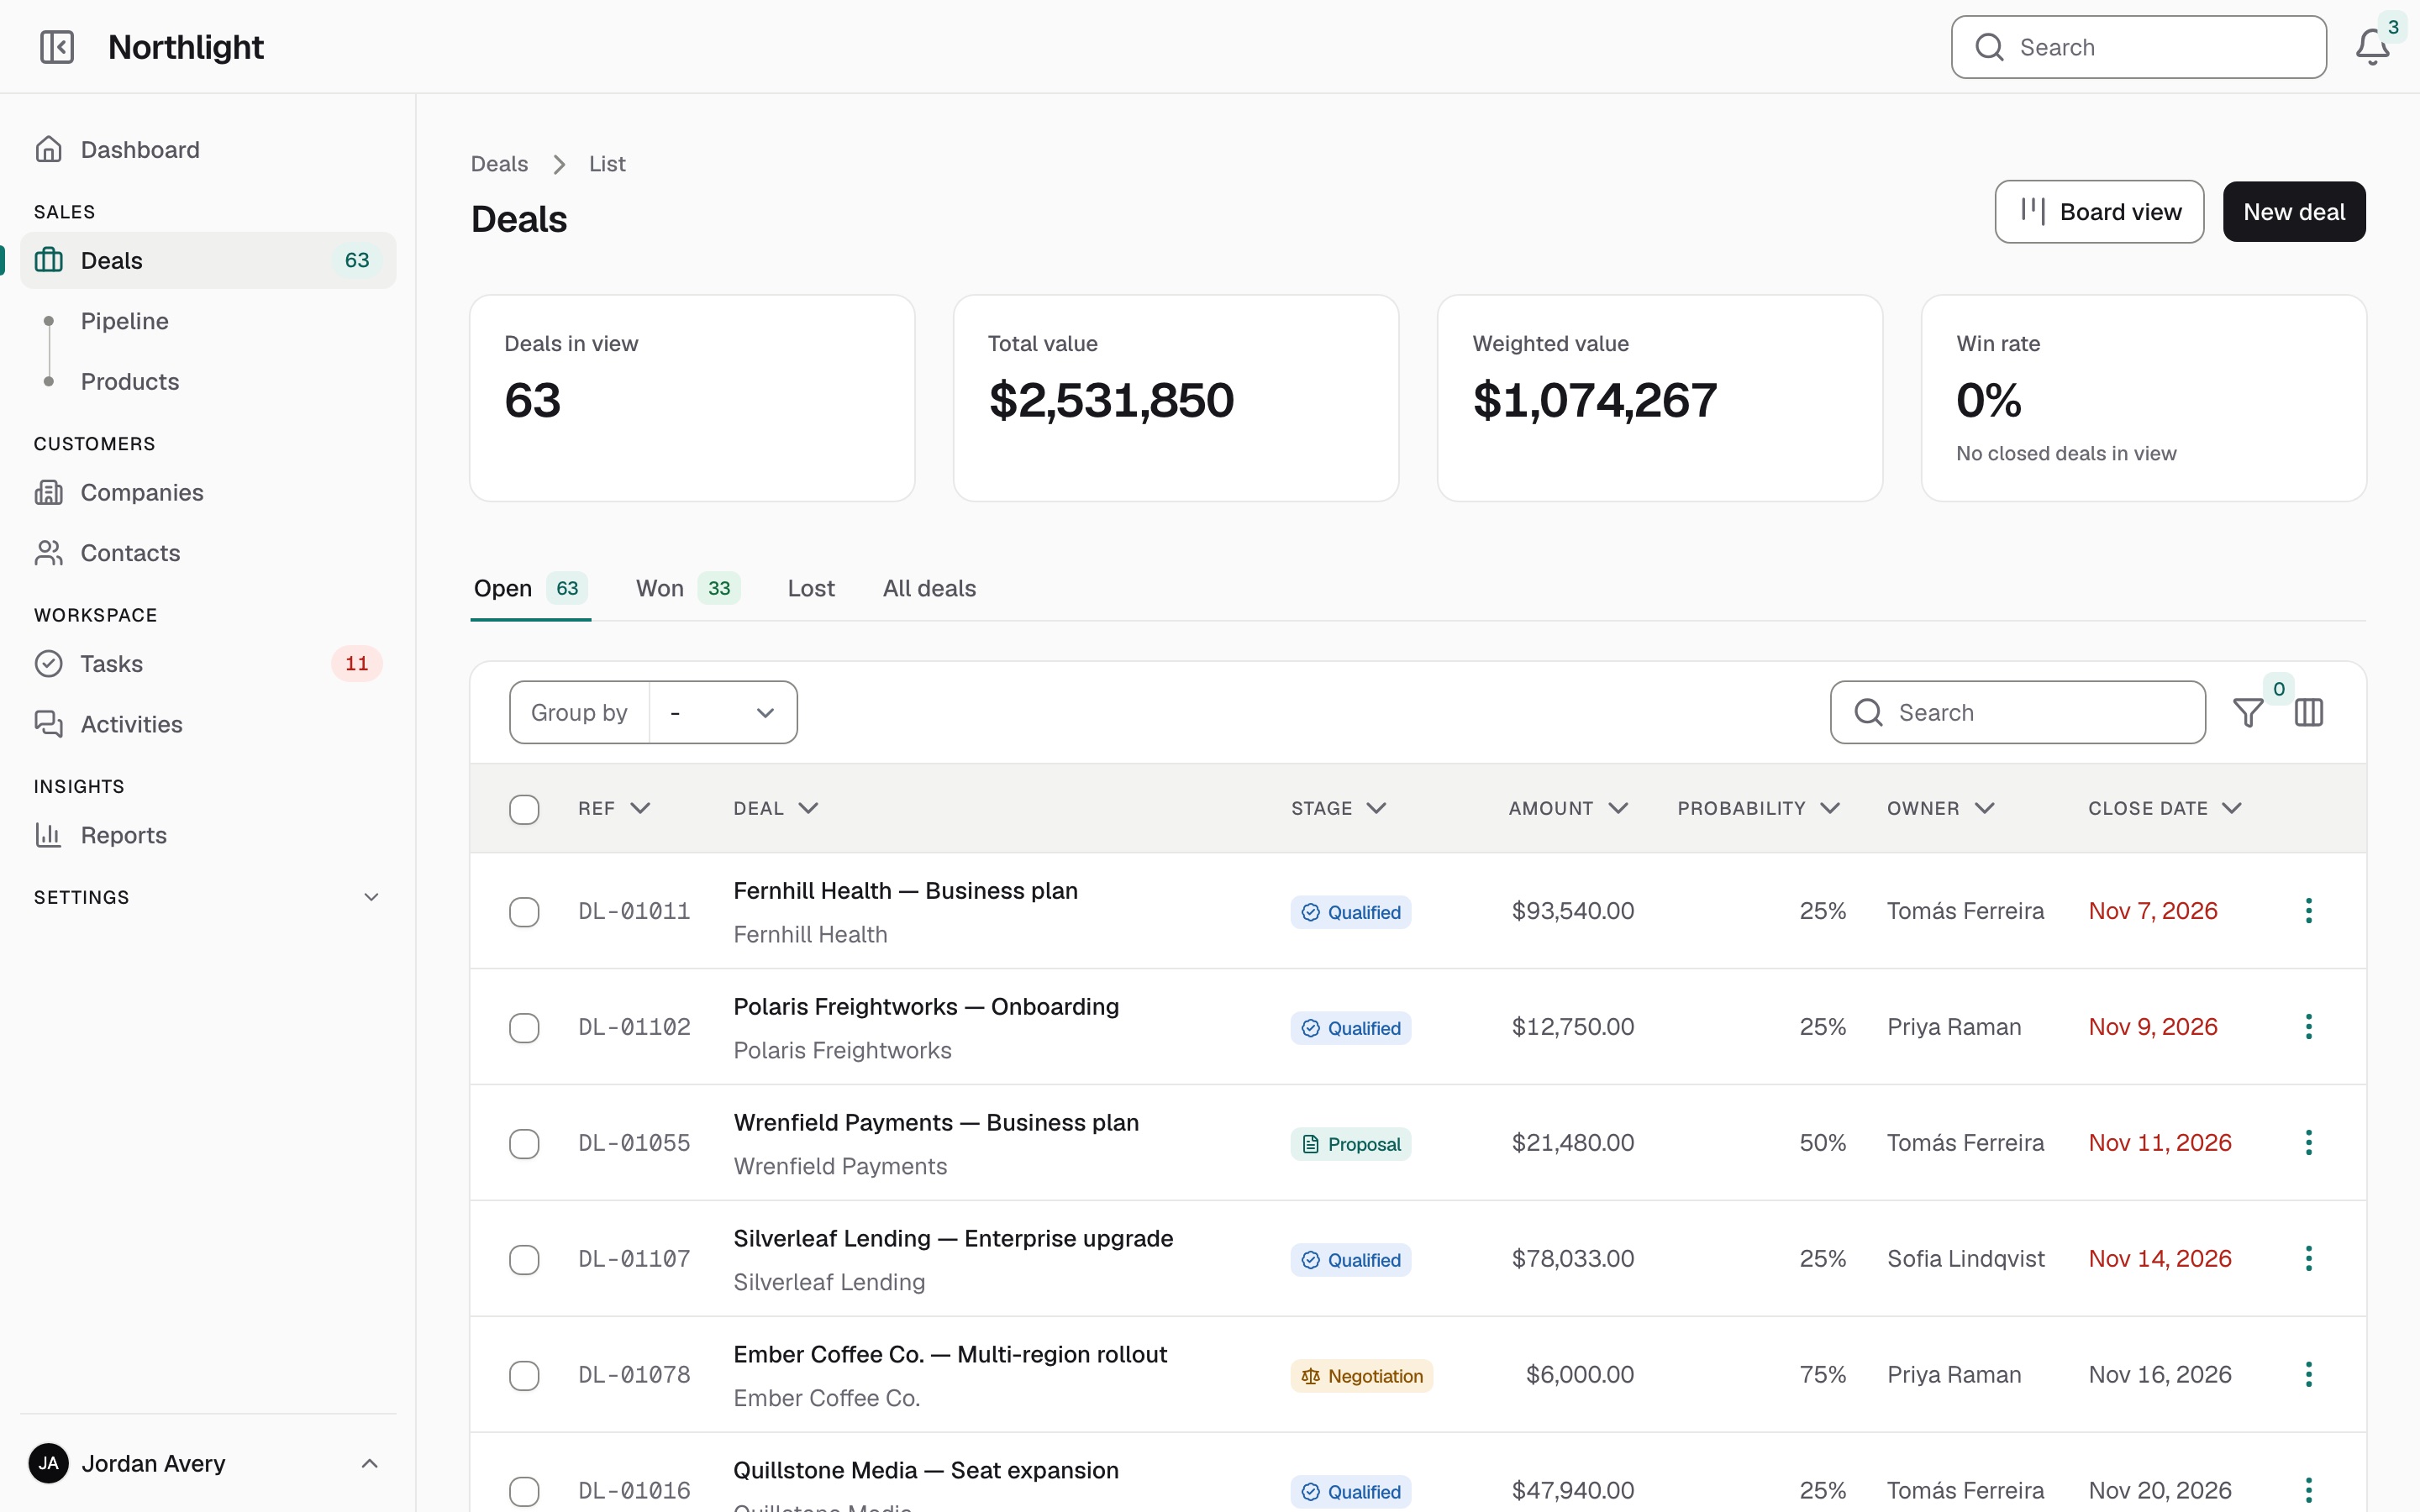 Northlight
Search
3
Dashboard
SALES
Deals 63
Pipeline
Products
CUSTOMERS
Companies
Contacts
WORKSPACE
Tasks 11
Activities
INSIGHTS
Reports
SETTINGS
JA Jordan Avery
Deals List
Deals
Board view
New deal
Deals in view
63
Total value
$2,531,850
Weighted value
$1,074,267
Win rate
0%
No closed deals in view
Open 63 Won 33 Lost All deals
Group by -
Search
0
REF DEAL STAGE AMOUNT PROBABILITY OWNER CLOSE DATE
DL-01011 Fernhill Health — Business plan Qualified $93,540.00 25% Tomás Ferreira Nov 7, 2026
Fernhill Health
DL-01102 Polaris Freightworks — Onboarding Qualified $12,750.00 25% Priya Raman Nov 9, 2026
Polaris Freightworks
DL-01055 Wrenfield Payments — Business plan Proposal $21,480.00 50% Tomás Ferreira Nov 11, 2026
Wrenfield Payments
DL-01107 Silverleaf Lending — Enterprise upgrade Qualified $78,033.00 25% Sofia Lindqvist Nov 14, 2026
Silverleaf Lending
DL-01078 Ember Coffee Co. — Multi-region rollout Negotiation $6,000.00 75% Priya Raman Nov 16, 2026
Ember Coffee Co.
DL-01016 Quillstone Media — Seat expansion Qualified $47,940.00 25% Tomás Ferreira Nov 20, 2026